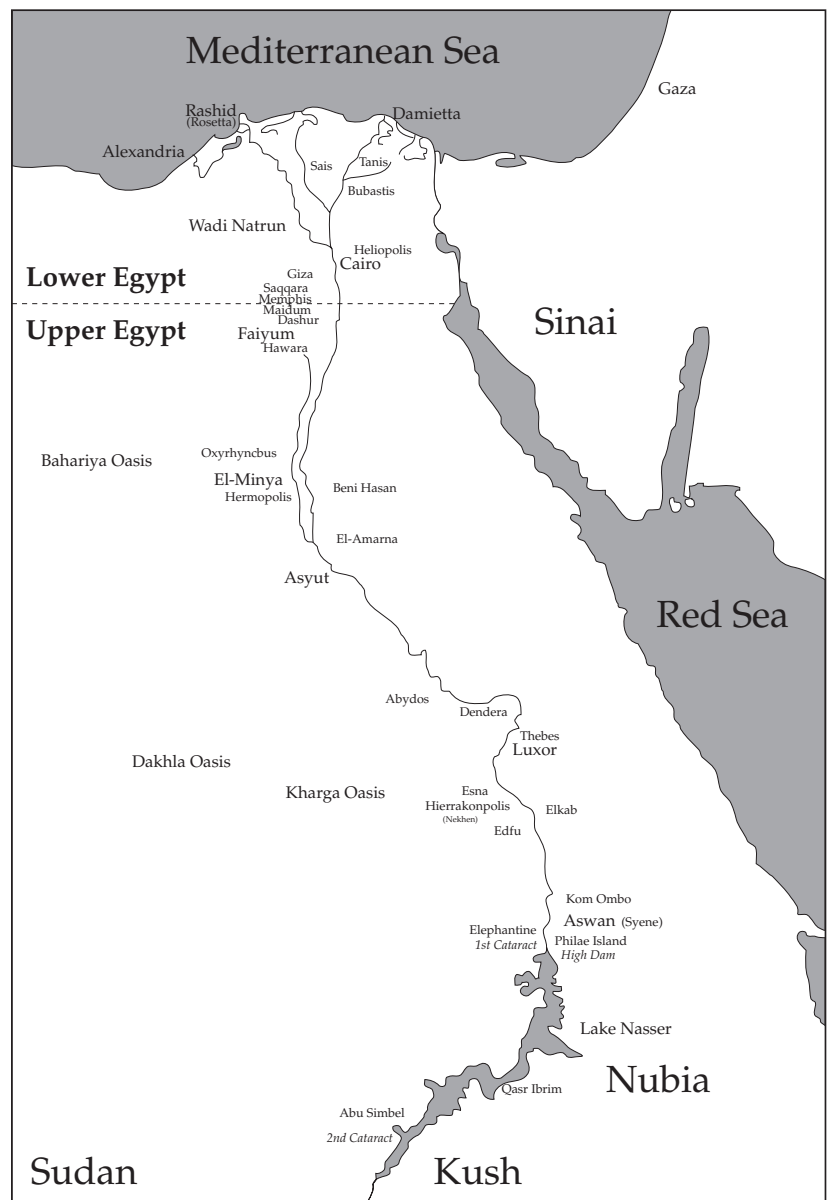 Mediterranean Sea
Gaza
Rashid
(Rosetta)
Damietta
Alexandria
Sais
Tanis
Bubastis
Wadi Natrun
Heliopolis
Cairo
Lower Egypt
Giza
Saqqara
Memphis
Maidum
Dashur
Upper Egypt
Faiyum
Hawara
Sinai
Bahariya Oasis
Oxyrhyncbus
El-Minya
Hermopolis
Beni Hasan
El-Amarna
Asyut
Red Sea
Abydos
Dendera
Thebes
Luxor
Dakhla Oasis
Kharga Oasis
Esna
Hierrakonpolis
(Nekhen)
Elkab
Edfu
Kom Ombo
Aswan (Syene)
Elephantine
1st Cataract
Philae Island
High Dam
Lake Nasser
Nubia
Qasr Ibrim
Abu Simbel
2nd Cataract
Sudan
Kush